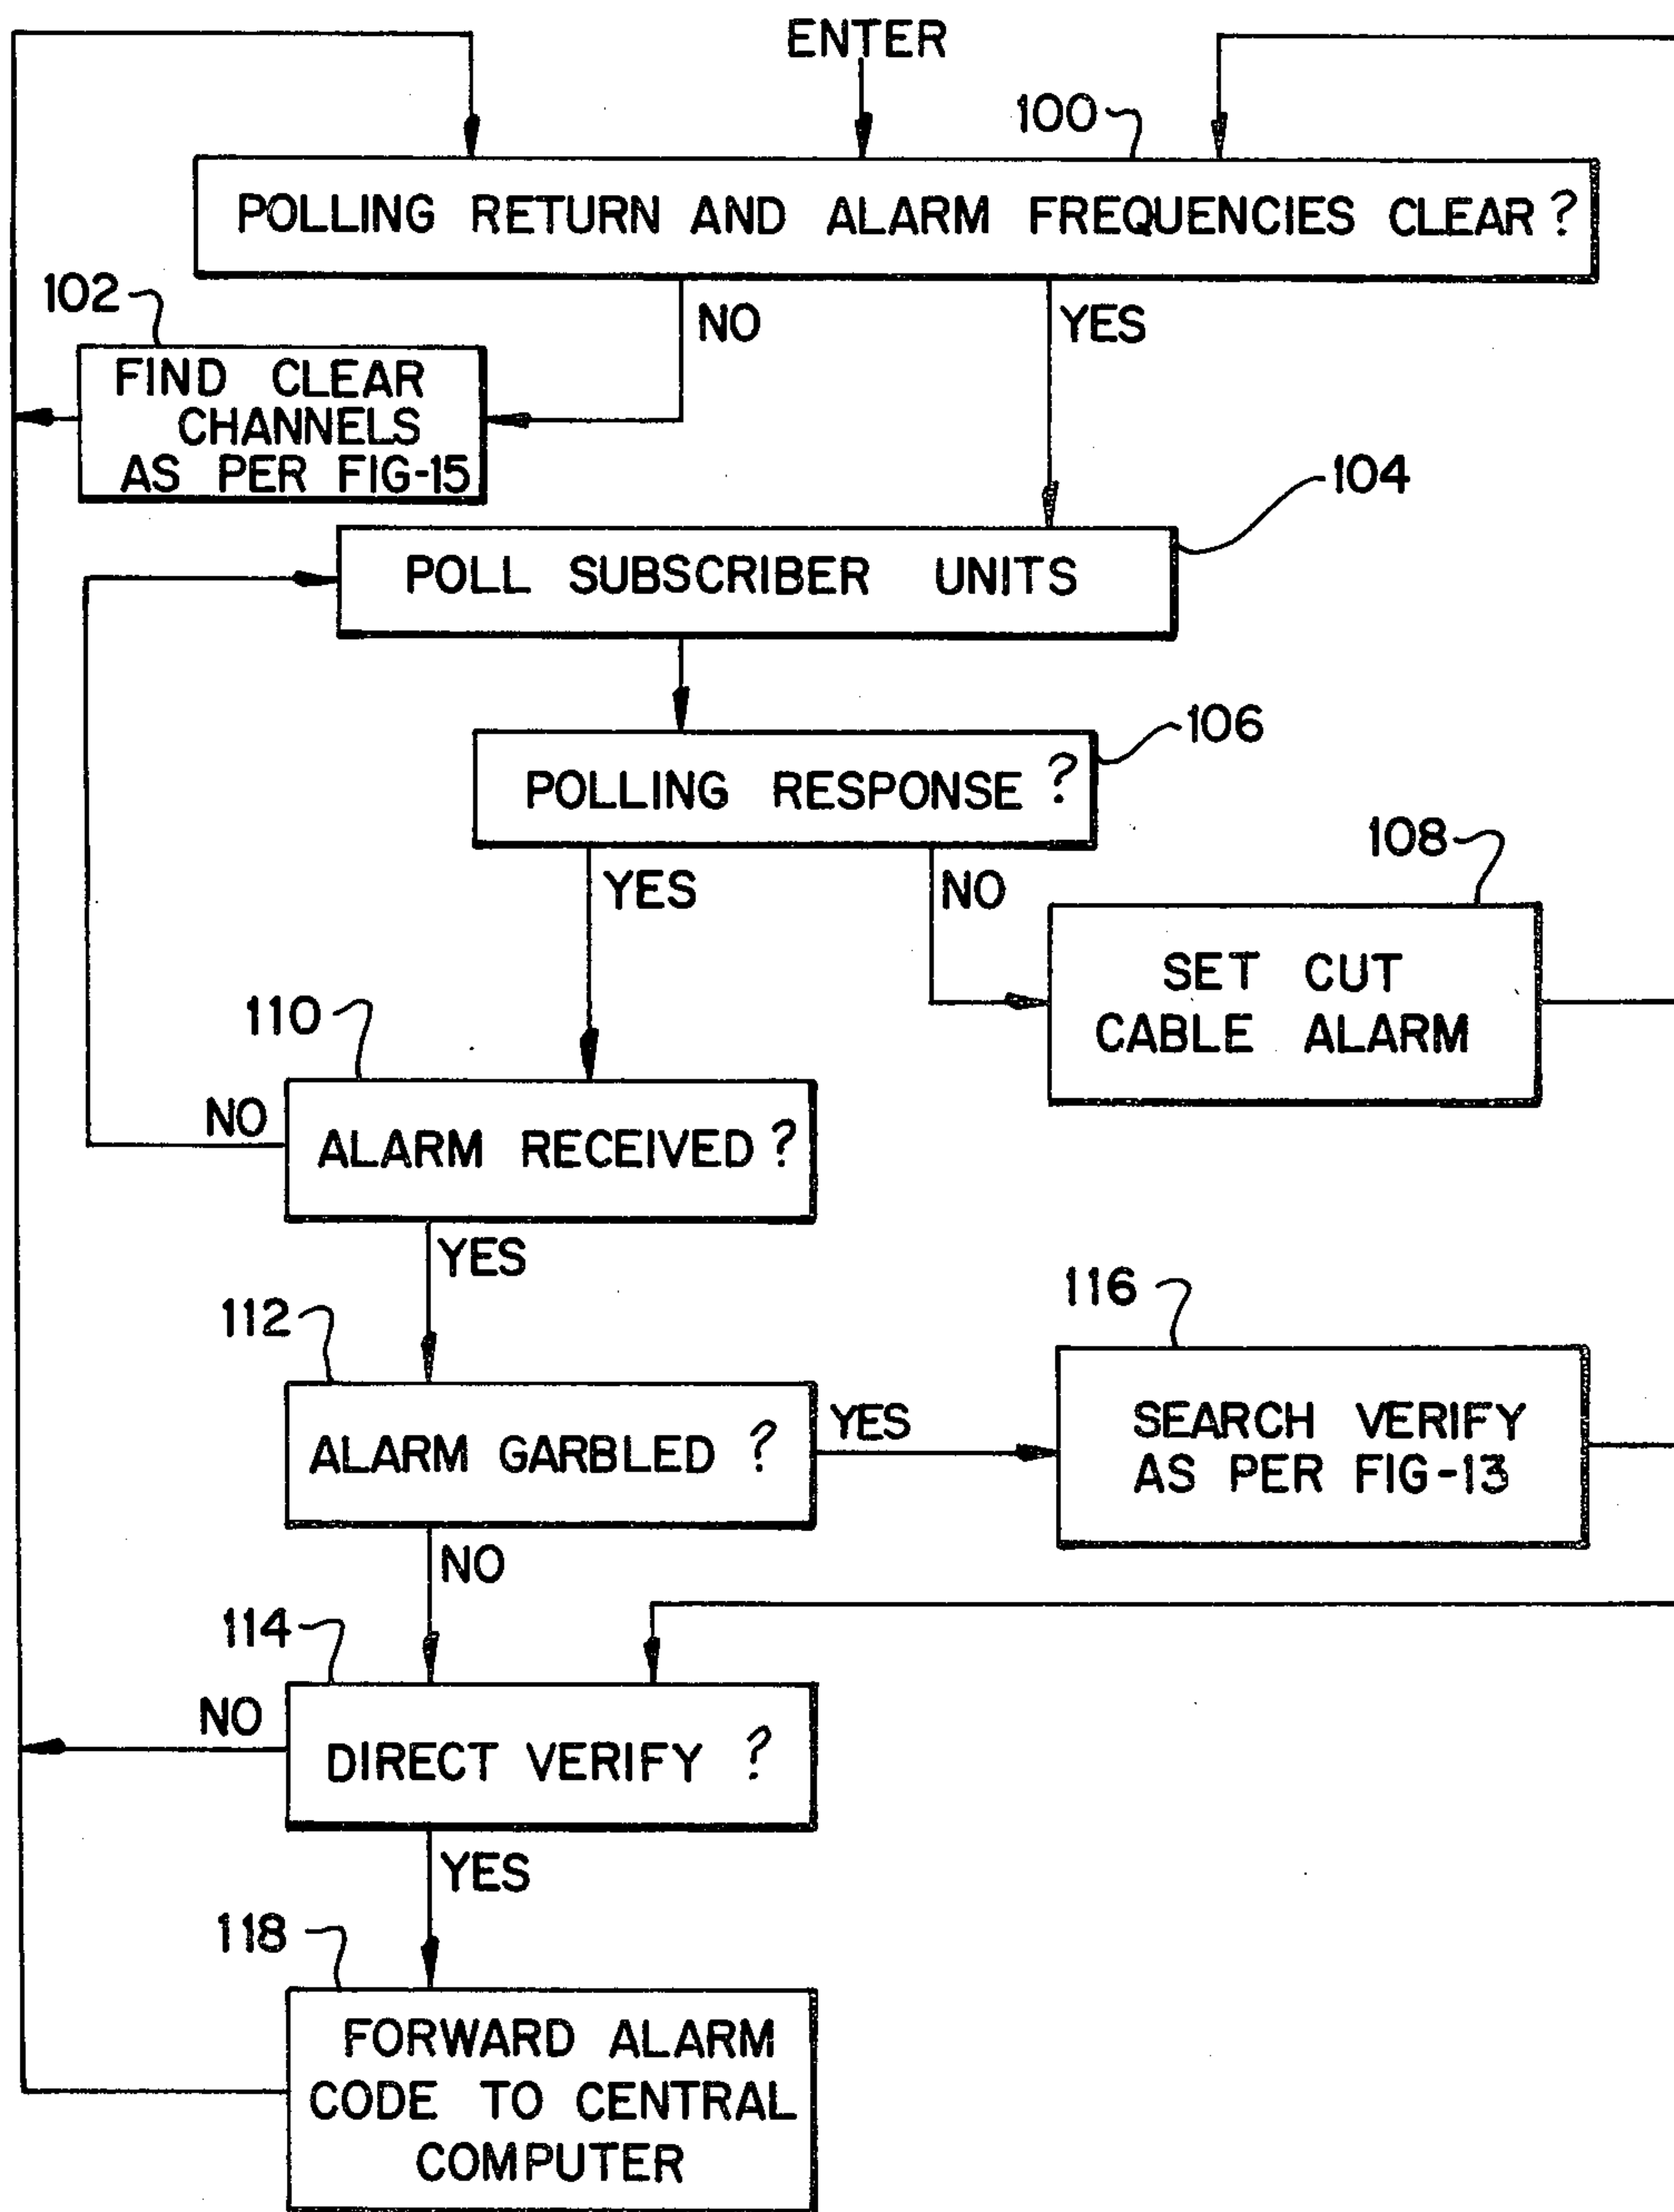 ENTER
100
POLLING RETURN AND ALARM FREQUENCIES CLEAR ?
102
NO
YES
FIND CLEAR
CHANNELS
AS PER FIG-15
104
POLL SUBSCRIBER UNITS
106
POLLING RESPONSE ?
108
YES
NO
SET CUT
CABLE ALARM
110
NO
ALARM RECEIVED ?
YES
112
116
ALARM GARBLED ?
YES
SEARCH VERIFY
AS PER FIG-13
NO
114
NO
DIRECT VERIFY ?
YES
118
FORWARD ALARM
CODE TO CENTRAL
COMPUTER